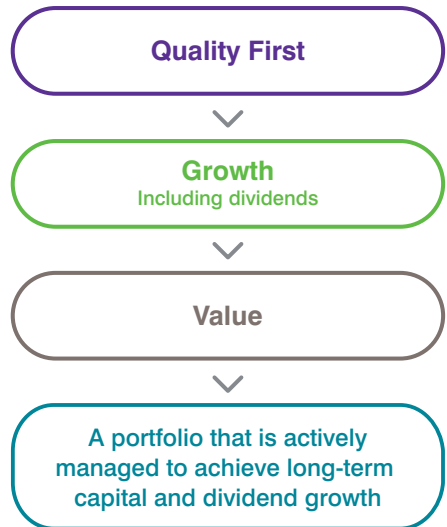 Quality First
Growth
Including dividends
Value
A portfolio that is actively
managed to achieve long-term
capital and dividend growth